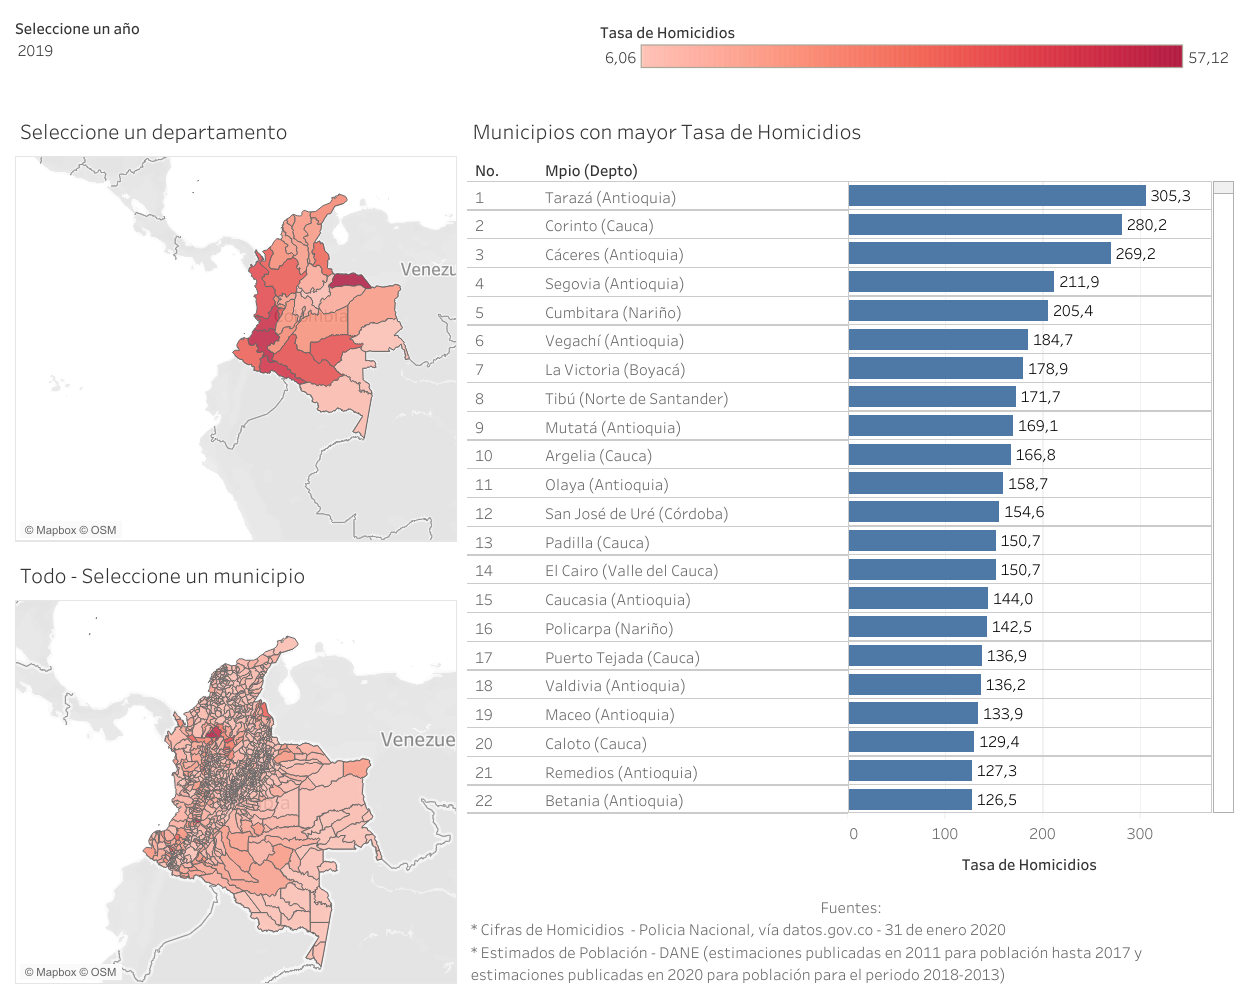 Seleccione un año
2019
Tasa de Homicidios
6,06
57,12
Seleccione un departamento
Venezu
© Mapbox © OSM
Todo - Seleccione un municipio
Venezue
© Mapbox © OSM
Municipios con mayor Tasa de Homicidios
No. Mpio (Depto)
1 Tarazá (Antioquia) 305,3
2 Corinto (Cauca) 280,2
3 Cáceres (Antioquia) 269,2
4 Segovia (Antioquia) 211,9
5 Cumbitara (Nariño) 205,4
6 Vegachí (Antioquia) 184,7
7 La Victoria (Boyacá) 178,9
8 Tibú (Norte de Santander) 171,7
9 Mutatá (Antioquia) 169,1
10 Argelia (Cauca) 166,8
11 Olaya (Antioquia) 158,7
12 San José de Uré (Córdoba) 154,6
13 Padilla (Cauca) 150,7
14 El Cairo (Valle del Cauca) 150,7
15 Caucasia (Antioquia) 144,0
16 Policarpa (Nariño) 142,5
17 Puerto Tejada (Cauca) 136,9
18 Valdivia (Antioquia) 136,2
19 Maceo (Antioquia) 133,9
20 Caloto (Cauca) 129,4
21 Remedios (Antioquia) 127,3
22 Betania (Antioquia) 126,5
0 100 200 300
Tasa de Homicidios
Fuentes:
* Cifras de Homicidios - Policia Nacional, vía datos.gov.co - 31 de enero 2020
* Estimados de Población - DANE (estimaciones publicadas en 2011 para población hasta 2017 y
estimaciones publicadas en 2020 para población para el periodo 2018-2013)